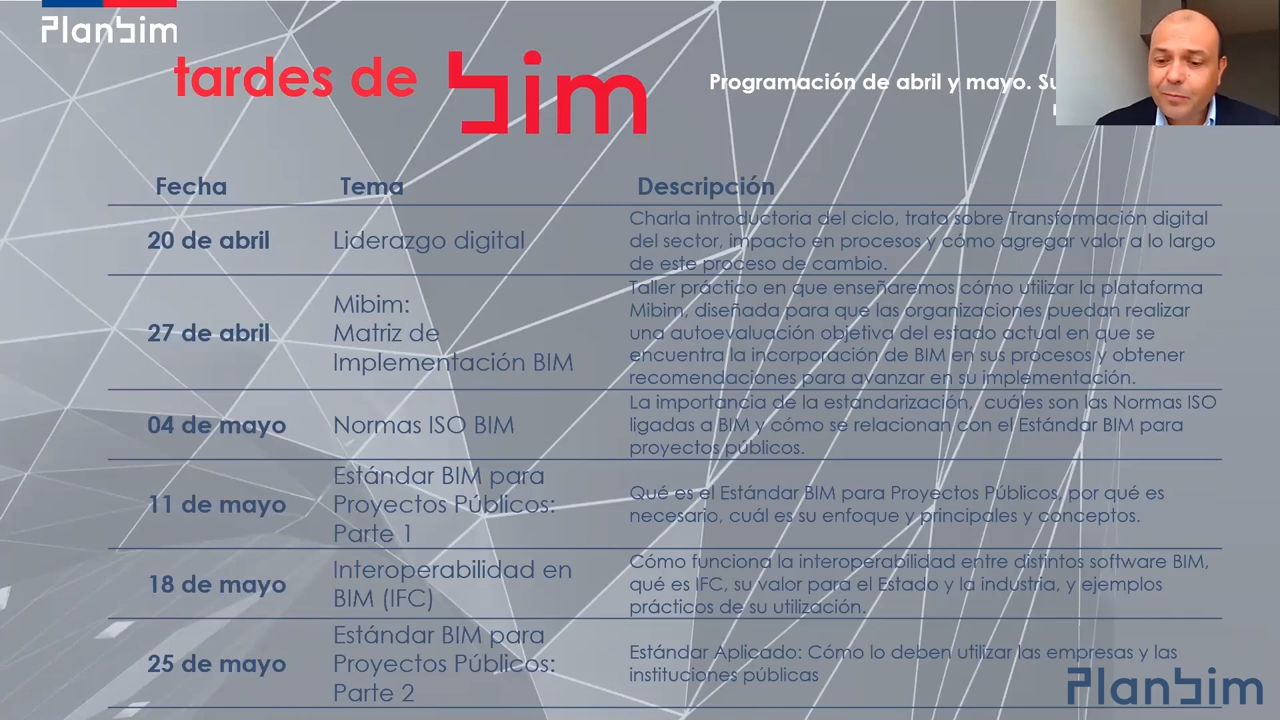 Planbim
tardes de bim
Programación de abril y mayo.
Fecha
Tema
Descripción
20 de abril
Liderazgo digital
Charla introductoria del ciclo, trata sobre Transformación digital
del sector, impacto en procesos y cómo agregar valor a lo largo
de este proceso de cambio.
27 de abril
Mibim:
Matriz de
Implementación BIM
Taller práctico en que enseñaremos cómo utilizar la plataforma
Mibim, diseñada para que las organizaciones puedan realizar
una autoevaluación objetiva del estado actual en que se
encuentra la incorporación de BIM en sus procesos y obtener
recomendaciones para avanzar en su implementación.
04 de mayo
Normas ISO BIM
La importancia de la estandarización, cuáles son las Normas ISO
ligadas a BIM y cómo se relacionan con el Estándar BIM para
proyectos públicos.
11 de mayo
Estándar BIM para
Proyectos Públicos:
Parte 1
Qué es el Estándar BIM para Proyectos Públicos, por qué es
necesario, cuál es su enfoque y principales y conceptos.
18 de mayo
Interoperabilidad en
BIM (IFC)
Cómo funciona la interoperabilidad entre distintos software BIM,
qué es IFC, su valor para el Estado y la industria, y ejemplos
prácticos de su utilización.
25 de mayo
Estándar BIM para
Proyectos Públicos:
Parte 2
Estándar Aplicado: Cómo lo deben utilizar las empresas y las
instituciones públicas
Planbim